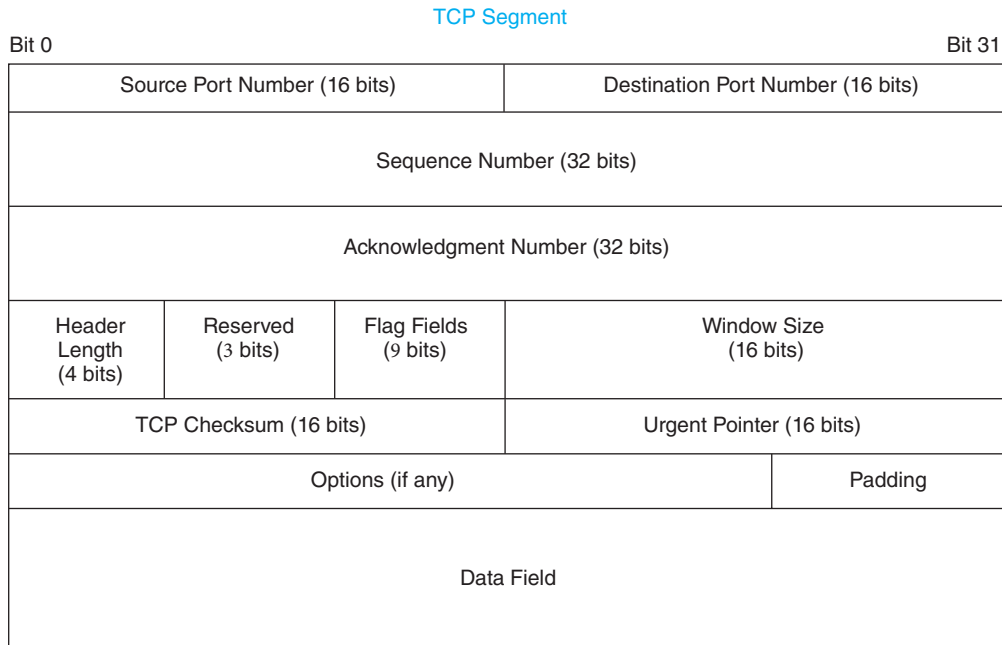 TCP Segment
Bit 0 Bit 31
Source Port Number (16 bits) Destination Port Number (16 bits)
Sequence Number (32 bits)
Acknowledgment Number (32 bits)
Header
Length
(4 bits)
Reserved
(3 bits)
Flag Fields
(9 bits)
Window Size
(16 bits)
TCP Checksum (16 bits) Urgent Pointer (16 bits)
Options (if any) Padding
Data Field